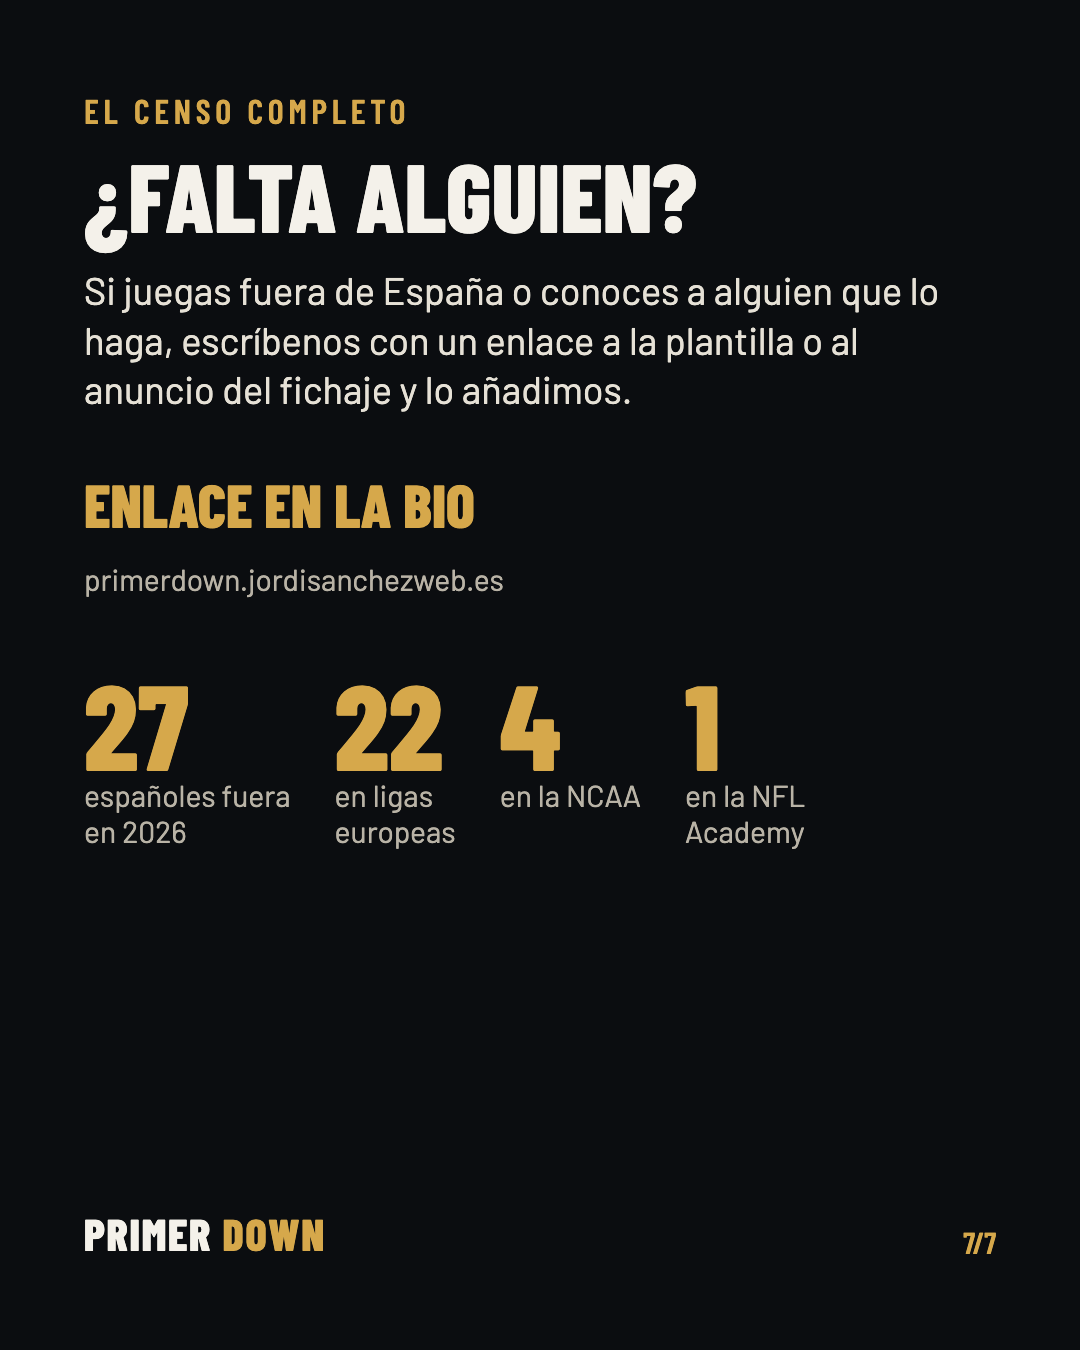 EL CENSO COMPLETO
¿FALTA ALGUIEN?
Si juegas fuera de España o conoces a alguien que lo
haga, escríbenos con un enlace a la plantilla o al
anuncio del fichaje y lo añadimos.
ENLACE EN LA BIO
primerdown.jordisanchezweb.es
27
españoles fuera
en 2026
22
en ligas
europeas
4
en la NCAA
1
en la NFL
Academy
PRIMER DOWN
7/7